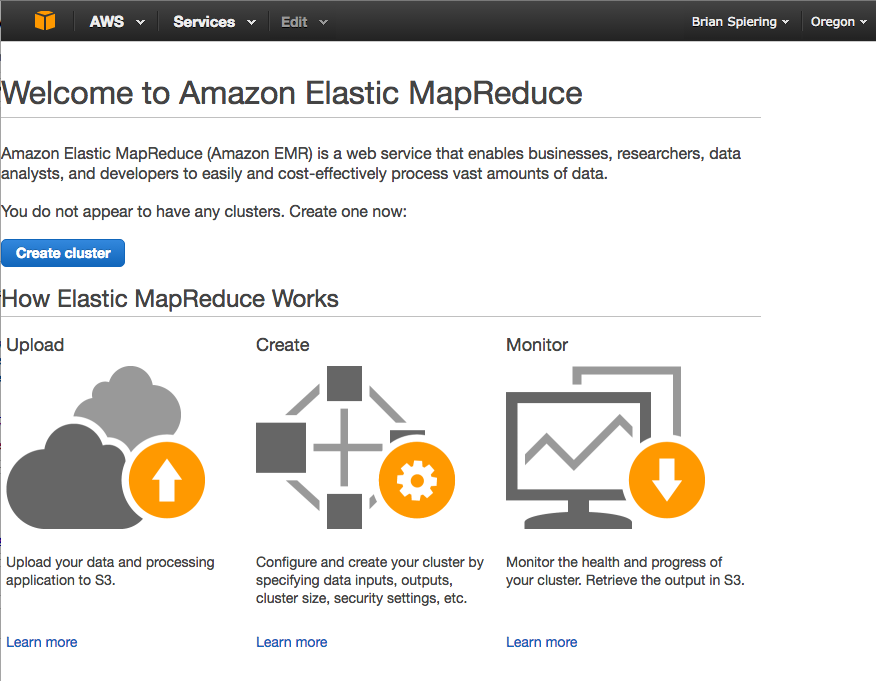 AWS Services Edit Brian Spiering Oregon
Welcome to Amazon Elastic MapReduce
Amazon Elastic MapReduce (Amazon EMR) is a web service that enables businesses, researchers, data
analysts, and developers to easily and cost-effectively process vast amounts of data.
You do not appear to have any clusters. Create one now:
Create cluster
How Elastic MapReduce Works
Upload
Upload your data and processing
application to S3.
Learn more
Create
Configure and create your cluster by
specifying data inputs, outputs,
cluster size, security settings, etc.
Learn more
Monitor
Monitor the health and progress of
your cluster. Retrieve the output in S3.
Learn more